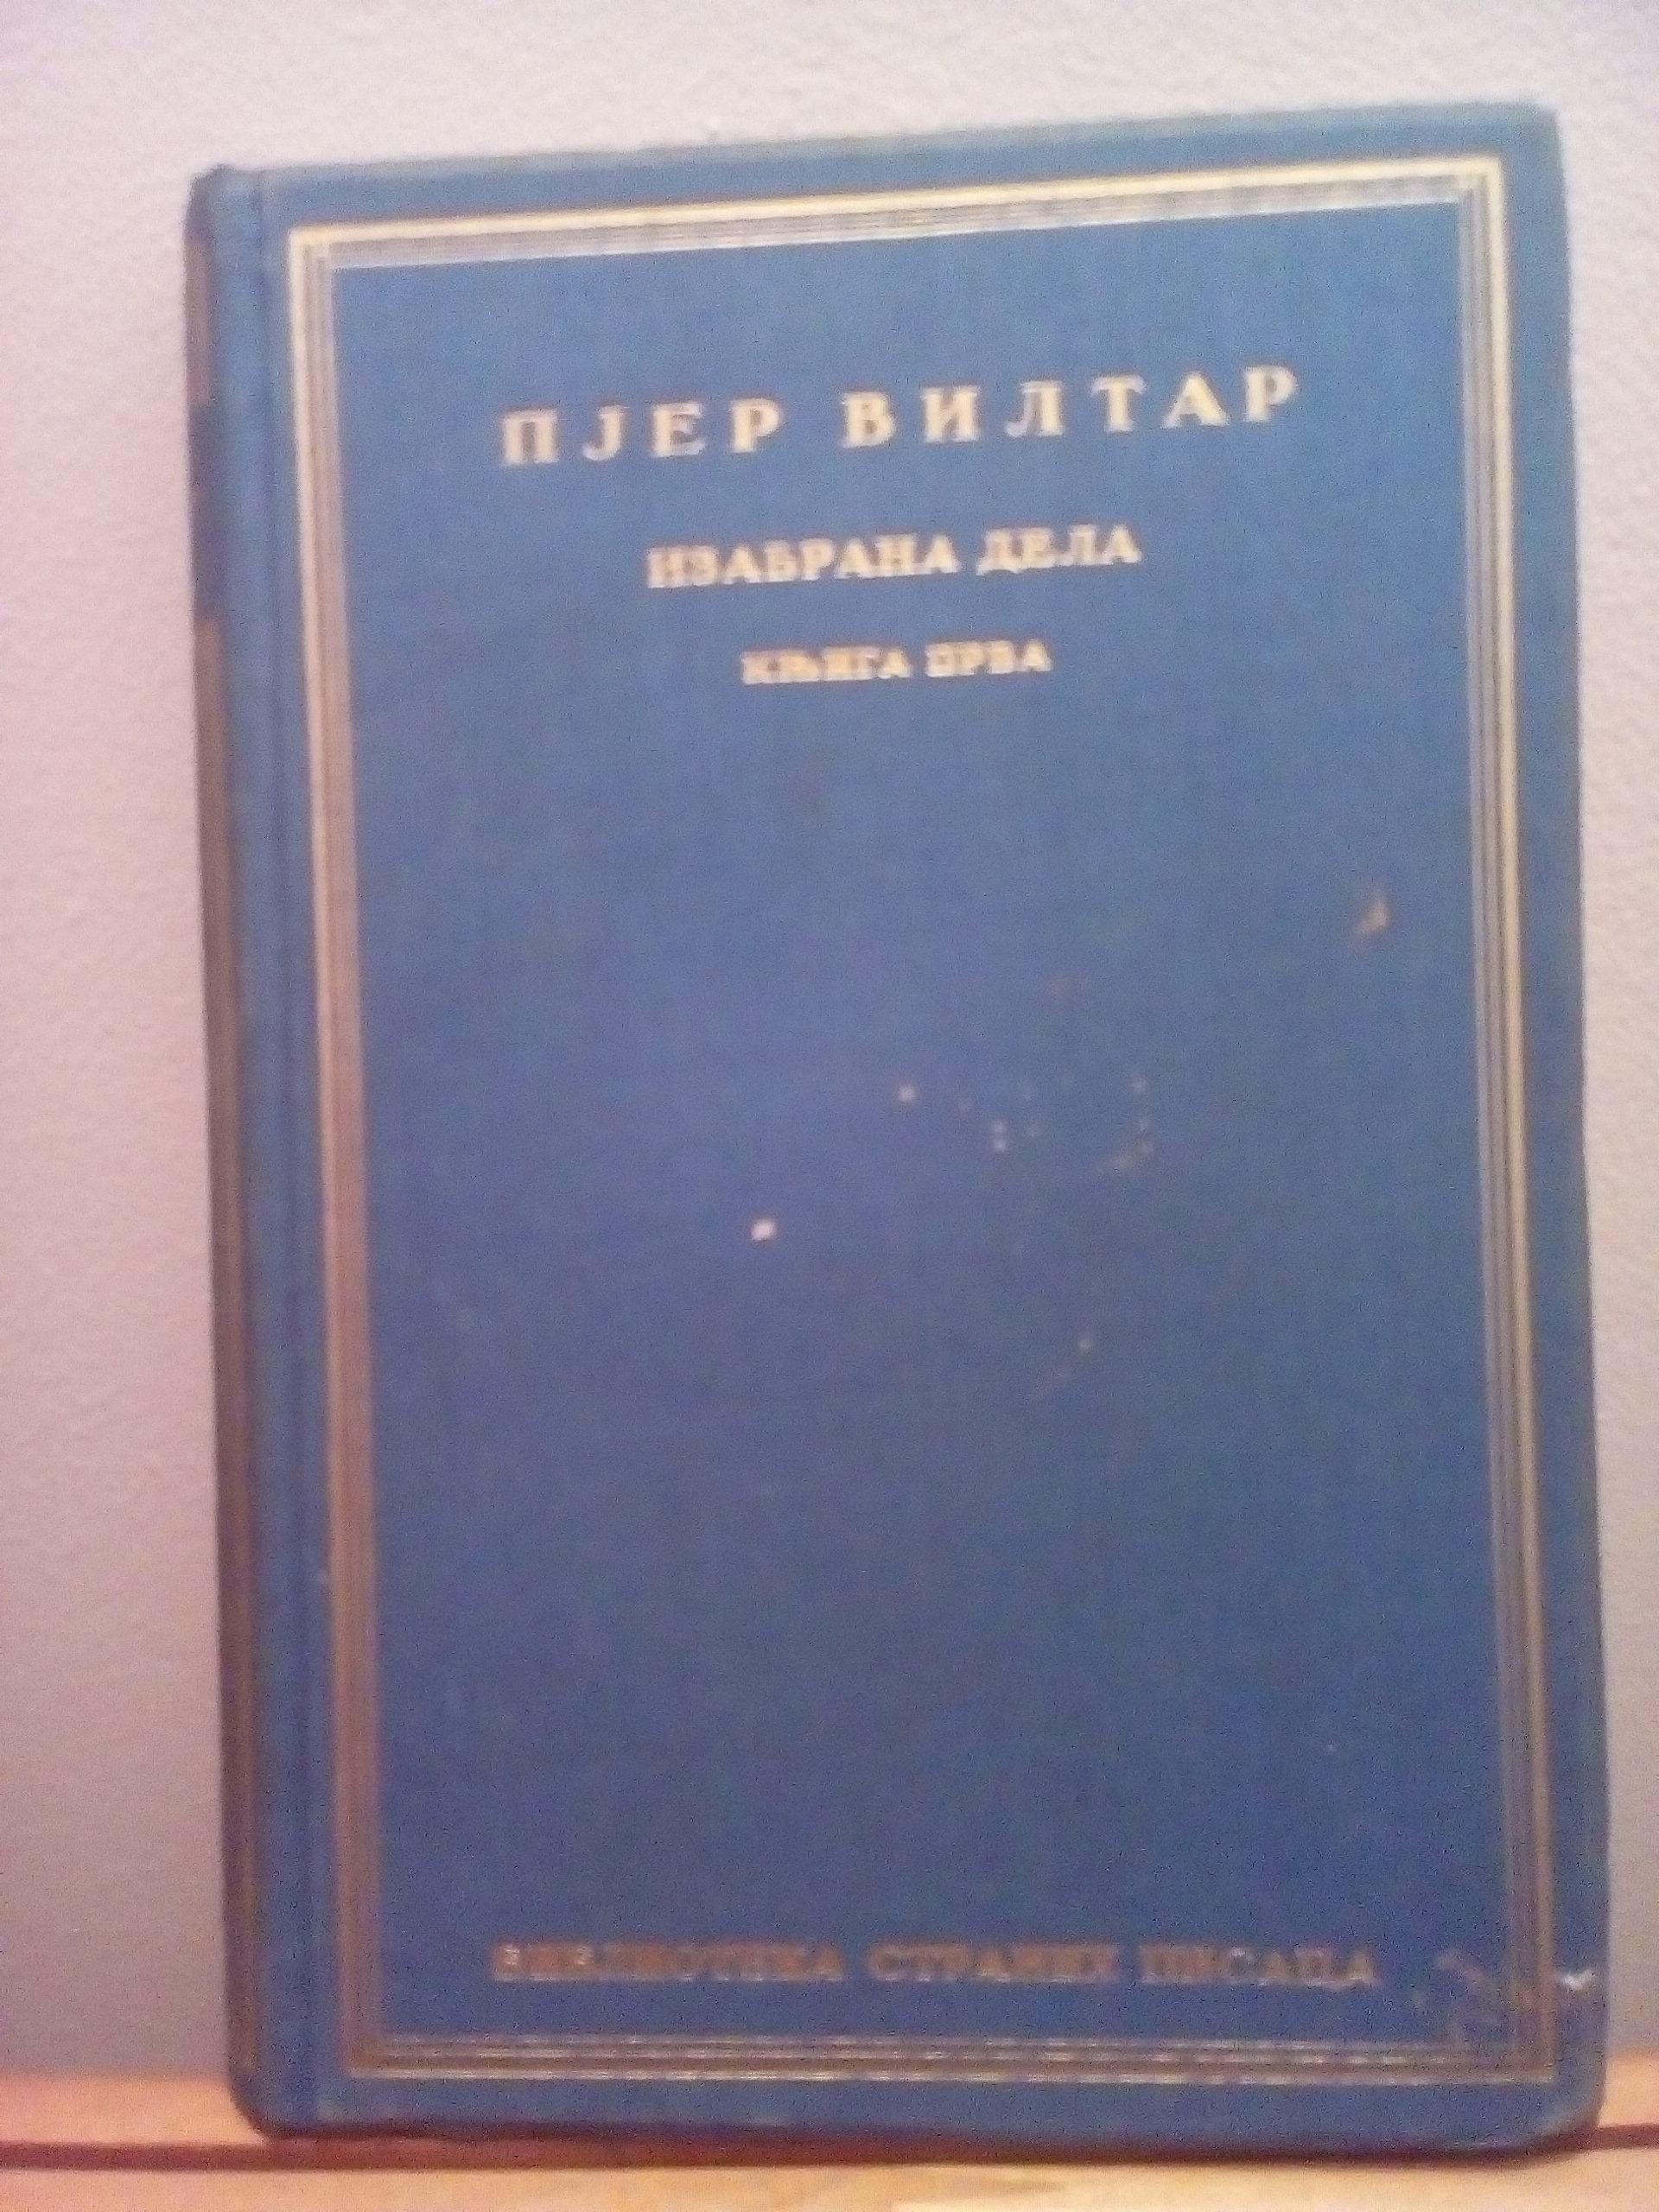 ПЈЕР ВИЛТАР
ИЗАБРАНА ДЕЛА
КЊИГА ПРВА
БИБЛИОТЕКА СТРАНИХ ПИСАЦА